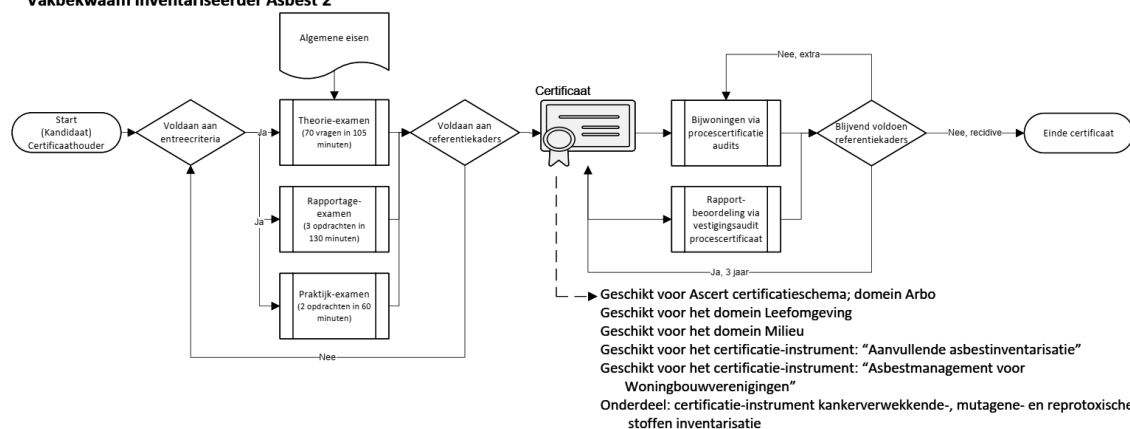 Vakbekwaam Inventariseerder Asbest 2
Algemene eisen
Start
(Kandidaat)
Certificaathouder
Voldaan aan
entreecriteria
Ja
Theorie-examen
(70 vragen in 105
minuten)
Ja
Rapportage-
examen
(3 opdrachten in
130 minuten)
Praktijk-examen
(2 opdrachten in 60
minuten)
Voldaan aan
referentiekaders
Nee
Certificaat
Bijwoningen via
procescertificatie
audits
Rapport-
beoordeling via
vestigingsaudit
procescertificaat
Nee, extra
Blijvend voldoen
referentiekaders
Nee, recidive
Einde certificaat
Ja, 3 jaar
Geschikt voor Ascert certificatieschema; domein Arbo
Geschikt voor het domein Leefomgeving
Geschikt voor het domein Milieu
Geschikt voor het certificatie-instrument: “Aanvullende asbestinventarisatie”
Geschikt voor het certificatie-instrument: “Asbestmanagement voor
Woningbouwverenigingen”
Onderdeel: certificatie-instrument kankerverwekkende-, mutagene- en reprotoxische
stoffen inventarisatie